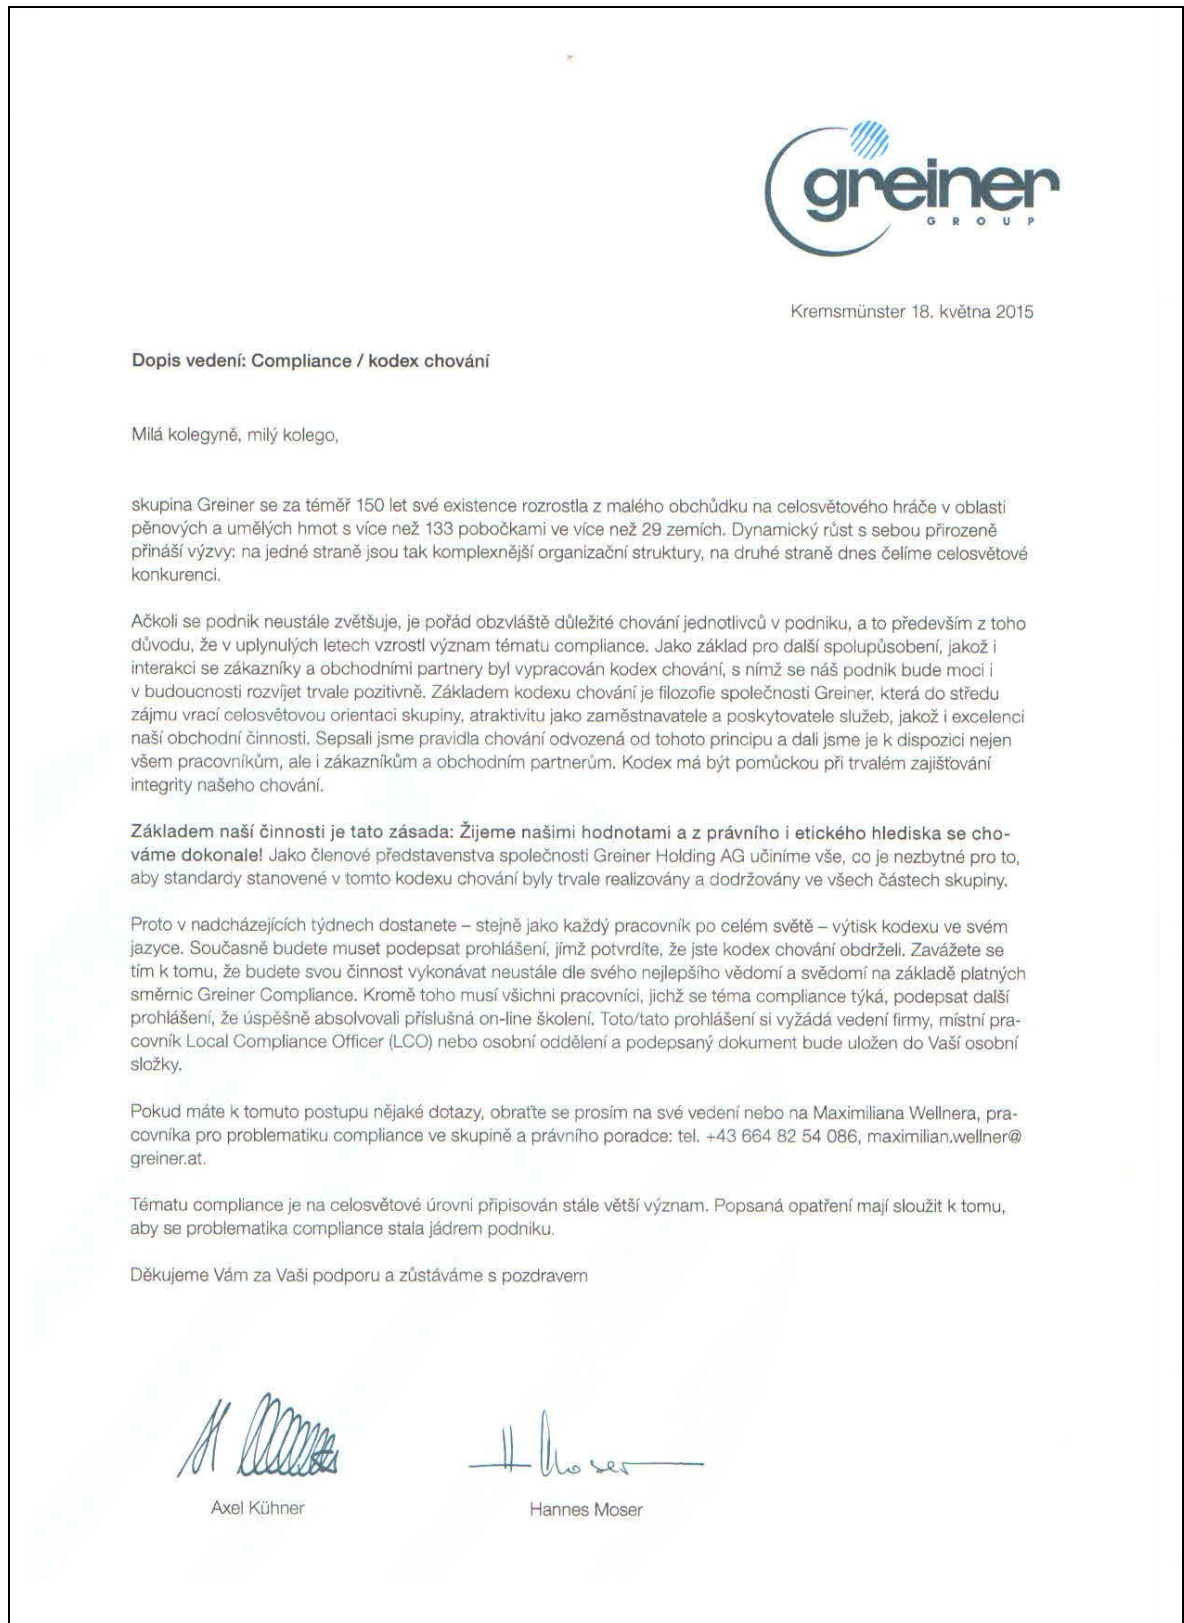 greiner
GROUP
Kremsmünster 18. května 2015
Dopis vedení: Compliance / kodex chování
Milá kolegyně, milý kolego,
skupina Greiner se za téměř 150 let své existence rozrostla z malého obchůdku na celosvětového hráče v oblasti
pěnových a umělých hmot s více než 133 pobočkami ve více než 29 zemích. Dynamický růst s sebou přirozeně
přináší výzvy: na jedné straně jsou tak komplexnější organizační struktury, na druhé straně dnes čelíme celosvětové
konkurenci.
Ačkoli se podnik neustále zvětšuje, je pořád obzvláště důležité chování jednotlivců v podniku, a to především z toho
důvodu, že v uplynulých letech vzrostl význam tématu compliance. Jako základ pro další spolupůsobení, jakož i
interakci se zákazníky a obchodními partnery byl vypracován kodex chování, s nímž se náš podnik bude moci i
v budoucnosti rozvíjet trvale pozitivně. Základem kodexu chování je filozofie společnosti Greiner, která do středu
zájmu vrací celosvětovou orientaci skupiny, atraktivitu jako zaměstnavatele a poskytovatele služeb, jakož i excelenci
naší obchodní činnosti. Sepsali jsme pravidla chování odvozená od tohoto principu a dali jsme je k dispozici nejen
všem pracovníkům, ale i zákazníkům a obchodním partnerům. Kodex má být pomůckou při trvalém zajišťování
integrity našeho chování.
Základem naší činnosti je tato zásada: Žijeme našimi hodnotami a z právního i etického hlediska se cho-
váme dokonale! Jako členové představenstva společnosti Greiner Holding AG učiníme vše, co je nezbytné pro to,
aby standardy stanovené v tomto kodexu chování byly trvale realizovány a dodržovány ve všech částech skupiny.
Proto v nadcházejících týdnech dostanete – stejně jako každý pracovník po celém světě – výtisk kodexu ve svém
jazyce. Současně budete muset podepsat prohlášení, jímž potvrdíte, že jste kodex chování obdrželi. Zavážete se
tím k tomu, že budete svou činnost vykonávat neustále dle svého nejlepšího vědomí a svědomí na základě platných
směrnic Greiner Compliance. Kromě toho musí všichni pracovníci, jichž se téma compliance týká, podepsat další
prohlášení, že úspěšně absolvovali příslušná on-line školení. Toto/tato prohlášení si vyžádá vedení firmy, místní pra-
covník Local Compliance Officer (LCO) nebo osobní oddělení a podepsaný dokument bude uložen do Vaší osobní
složky.
Pokud máte k tomuto postupu nějaké dotazy, obraťte se prosím na své vedení nebo na Maximiliana Wellnera, pra-
covníka pro problematiku compliance ve skupině a právního poradce: tel. +43 664 82 54 086, maximilian.wellner@
greiner.at.
Tématu compliance je na celosvětové úrovni připisován stále větší význam. Popsaná opatření mají sloužit k tomu,
aby se problematika compliance stala jádrem podniku.
Děkujeme Vám za Vaši podporu a zůstáváme s pozdravem
H Moser
Axel Kühner
Hannes Moser